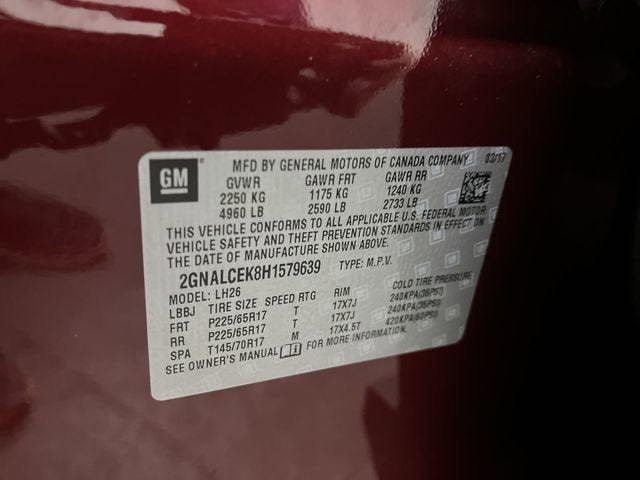 GM
MFD BY GENERAL MOTORS OF CANADA COMPANY 03/17
GVWR GAWR FRT GAWR RR
2250 KG 1175 KG 1240 KG
4960 LB 2590 LB 2733 LB
THIS VEHICLE CONFORMS TO ALL APPLICABLE U.S. FEDERAL MOTOR
VEHICLE SAFETY AND THEFT PREVENTION STANDARDS IN EFFECT ON
THE DATE OF MANUFACTURE SHOWN ABOVE.
2GNALCEK8H1579639 TYPE: M.P.V.
MODEL: LH26
LBBJ TIRE SIZE SPEED RTG RIM COLD TIRE PRESSURE
FRT P225/65R17 T 17X7J 240KPA(35PSI)
RR P225/65R17 T 17X7J 240KPA(35PSI)
SPA T145/70R17 M 17X4.5T 420KPA(60PSI)
SEE OWNER'S MANUAL FOR MORE INFORMATION.